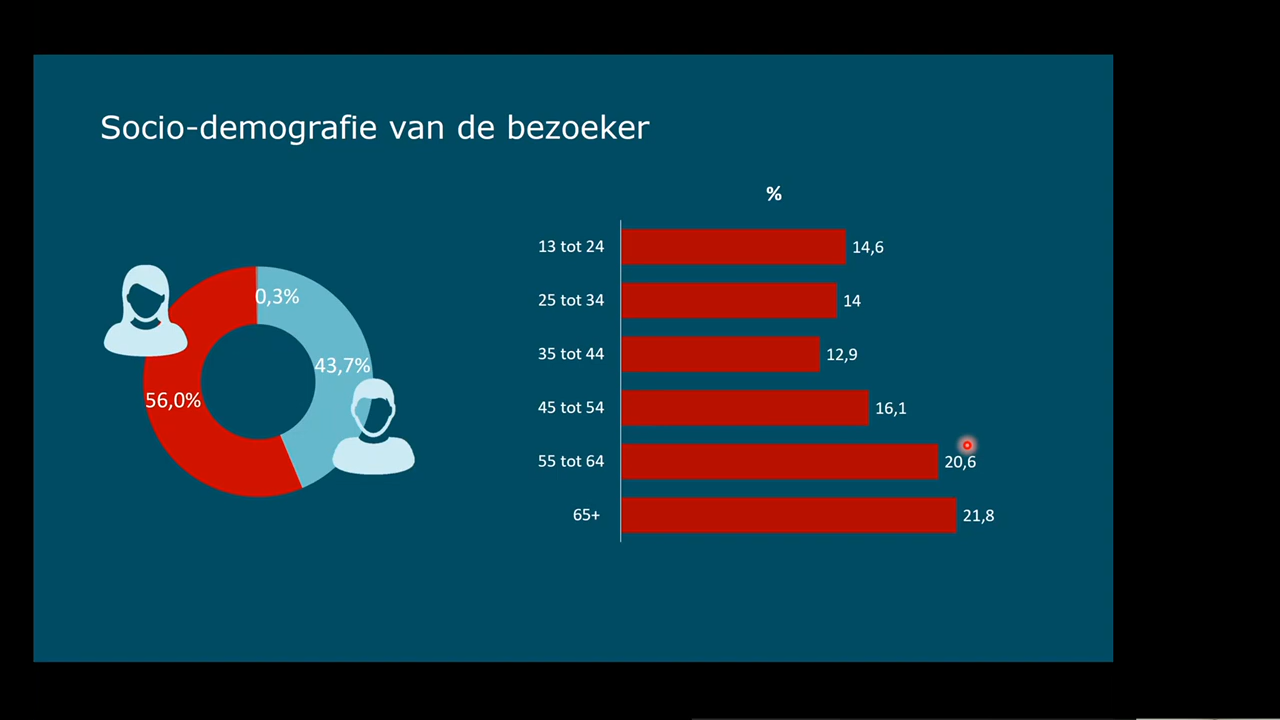 Socio-demografie van de bezoeker
0,3%
43,7%
56,0%
%
13 tot 24 14,6
25 tot 34 14
35 tot 44 12,9
45 tot 54 16,1
55 tot 64 20,6
65+ 21,8